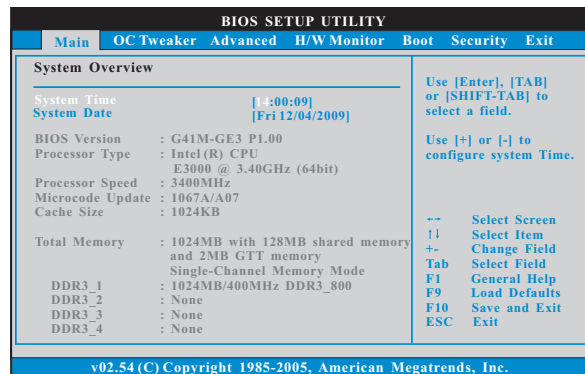 BIOS SETUP UTILITY
Main OC Tweaker Advanced H/W Monitor Boot Security Exit
System Overview
System Time [14:00:09]
System Date [Fri 12/04/2009]
BIOS Version : G41M-GE3 P1.00
Processor Type : Intel (R) CPU
E3000 @ 3.40GHz (64bit)
Processor Speed : 3400MHz
Microcode Update : 1067A/A07
Cache Size : 1024KB
Total Memory : 1024MB with 128MB shared memory
and 2MB GTT memory
Single-Channel Memory Mode
DDR3_1 : 1024MB/400MHz DDR3_800
DDR3_2 : None
DDR3_3 : None
DDR3_4 : None
Use [Enter], [TAB]
or [SHIFT-TAB] to
select a field.
Use [+] or [-] to
configure system Time.
←→ Select Screen
↑↓ Select Item
+- Change Field
Tab Select Field
F1 General Help
F9 Load Defaults
F10 Save and Exit
ESC Exit
v02.54 (C) Copyright 1985-2005, American Megatrends, Inc.